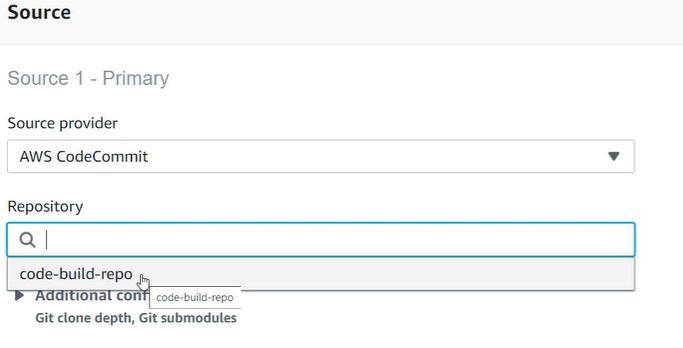 Source
Source 1 - Primary
Source provider
AWS CodeCommit
Repository
code-build-repo
Additional conf
code-build-repo
Git clone depth, Git submodules